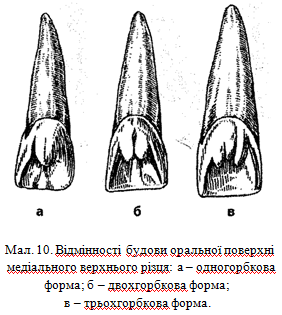 а б в
Мал. 10. Відмінності будови оральної поверхні
медіального верхнього різця: а – одногорбкова
форма; б – двохгорбкова форма;
в – трьохгорбкова форма.